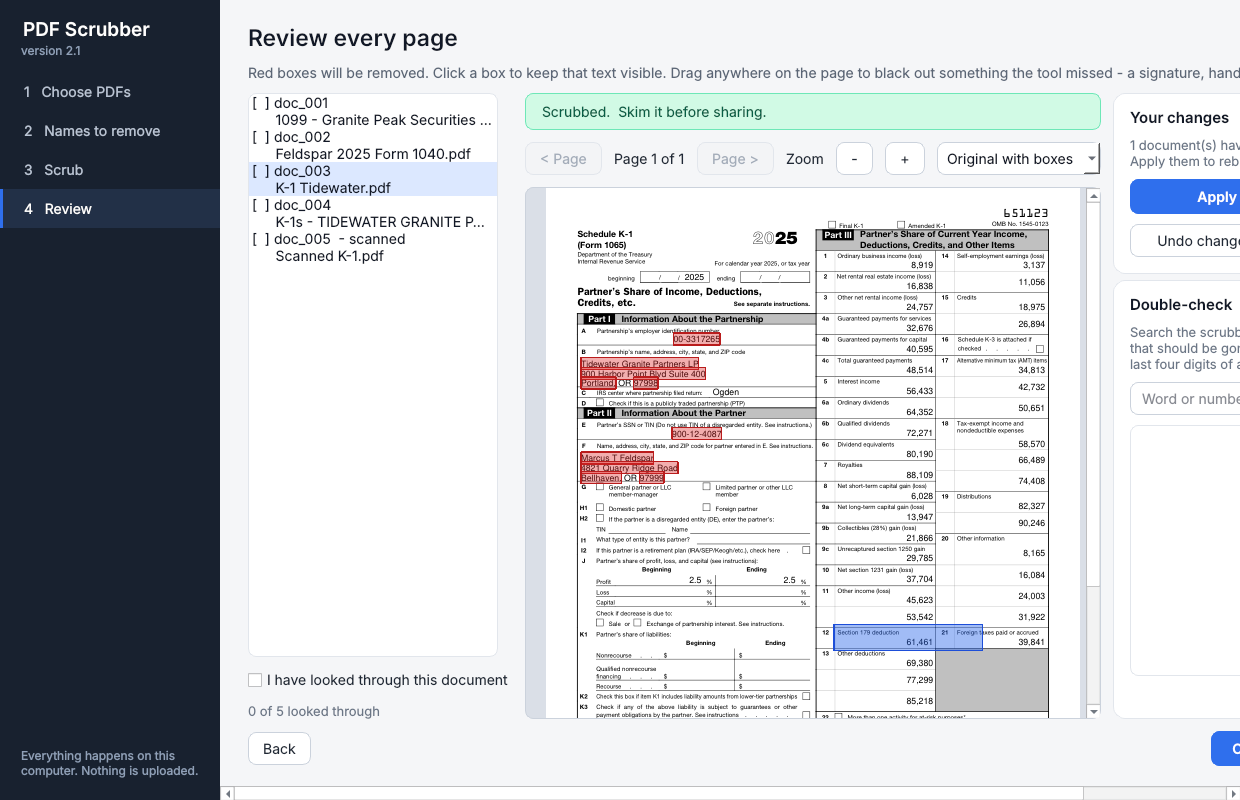 PDF Scrubber
version 2.1
1 Choose PDFs
2 Names to remove
3 Scrub
4 Review
Everything happens on this
computer. Nothing is uploaded.
Review every page
Red boxes will be removed. Click a box to keep that text visible. Drag anywhere on the page to black out something the tool missed - a signature, hand
[ ] doc_001
1099 - Granite Peak Securities ...
[ ] doc_002
Feldspar 2025 Form 1040.pdf
[ ] doc_003
K-1 Tidewater.pdf
[ ] doc_004
K-1s - TIDEWATER GRANITE P...
[ ] doc_005 - scanned
Scanned K-1.pdf
I have looked through this document
0 of 5 looked through
Back
Scrubbed. Skim it before sharing.
< Page
Page 1 of 1
Page >
Zoom
-
+
Original with boxes
651123
Final K-1
Amended K-1
OMB No. 1545-0123
Schedule K-1
(Form 1065)
2025
Department of the Treasury
Internal Revenue Service
For calendar year 2025, or tax year
beginning / / 2025 ending / /
Partner's Share of Income, Deductions,
Credits, etc.
See separate instructions.
Part I Information About the Partnership
A Partnership's employer identification number
00-3317265
B Partnership's name, address, city, state, and ZIP code
Tidewater Granite Partners LP
900 Harbor Point Blvd Suite 400
Portland, OR 97998
C IRS center where partnership filed return: Ogden
D Check if this is a publicly traded partnership (PTP)
Part II Information About the Partner
E Partner's SSN or TIN (Do not use TIN of a disregarded entity. See instructions.)
900-12-4087
F Name, address, city, state, and ZIP code for partner entered in E. See instructions.
Marcus T Feldspar
4821 Quarry Ridge Road
Bellhaven, OR 97999
G General partner or LLC
member-manager
Limited partner or other LLC
member
H1 Domestic partner
Foreign partner
H2 If the partner is a disregarded entity (DE), enter the partner's:
TIN Name
I1 What type of entity is this partner?
I2 If this partner is a retirement plan (IRA/SEP/Keogh/etc.), check here .
J Partner's share of profit, loss, and capital (see instructions):
Beginning Ending
Profit 2.5 % 2.5 %
Loss % %
Capital % %
Check if decrease is due to:
Sale or Exchange of partnership interest. See instructions.
K1 Partner's share of liabilities:
Beginning Ending
Nonrecourse . . $ $
Qualified nonrecourse
financing . . . $ $
Recourse . . . $ $
K2 Check this box if item K1 includes liability amounts from lower-tier partnerships
K3 Check if any of the above liability is subject to guarantees or other
payment obligations by the partner. See instructions . . . . .
Part III Partner's Share of Current Year Income,
Deductions, Credits, and Other Items
1 Ordinary business income (loss)
8,919
14 Self-employment earnings (loss)
3,137
2 Net rental real estate income (loss)
16,838
11,056
3 Other net rental income (loss)
24,757
15 Credits
18,975
4a Guaranteed payments for services
32,676
26,894
4b Guaranteed payments for capital
40,595
16 Schedule K-3 is attached if
checked . . . . .
4c Total guaranteed payments
48,514
17 Alternative minimum tax (AMT) items
34,813
5 Interest income
56,433
42,732
6a Ordinary dividends
64,352
50,651
6b Qualified dividends
72,271
18 Tax-exempt income and
nondeductible expenses
6c Dividend equivalents
80,190
58,570
66,489
7 Royalties
88,109
74,408
8 Net short-term capital gain (loss)
6,028
19 Distributions
9a Net long-term capital gain (loss)
13,947
82,327
9b Collectibles (28%) gain (loss)
21,866
90,246
20 Other information
9c Unrecaptured section 1250 gain
29,785
8,165
10 Net section 1231 gain (loss)
37,704
16,084
11 Other income (loss)
45,623
24,003
53,542
31,922
12 Section 179 deduction
61,461
21 Foreign taxes paid or accrued
39,841
13 Other deductions
69,380
77,299
85,218
22 More than one activity for at-risk purposes*
Your changes
1 document(s) hav
Apply them to reb
Apply
Undo change
Double-check
Search the scrubb
that should be gon
last four digits of a
Word or numbe